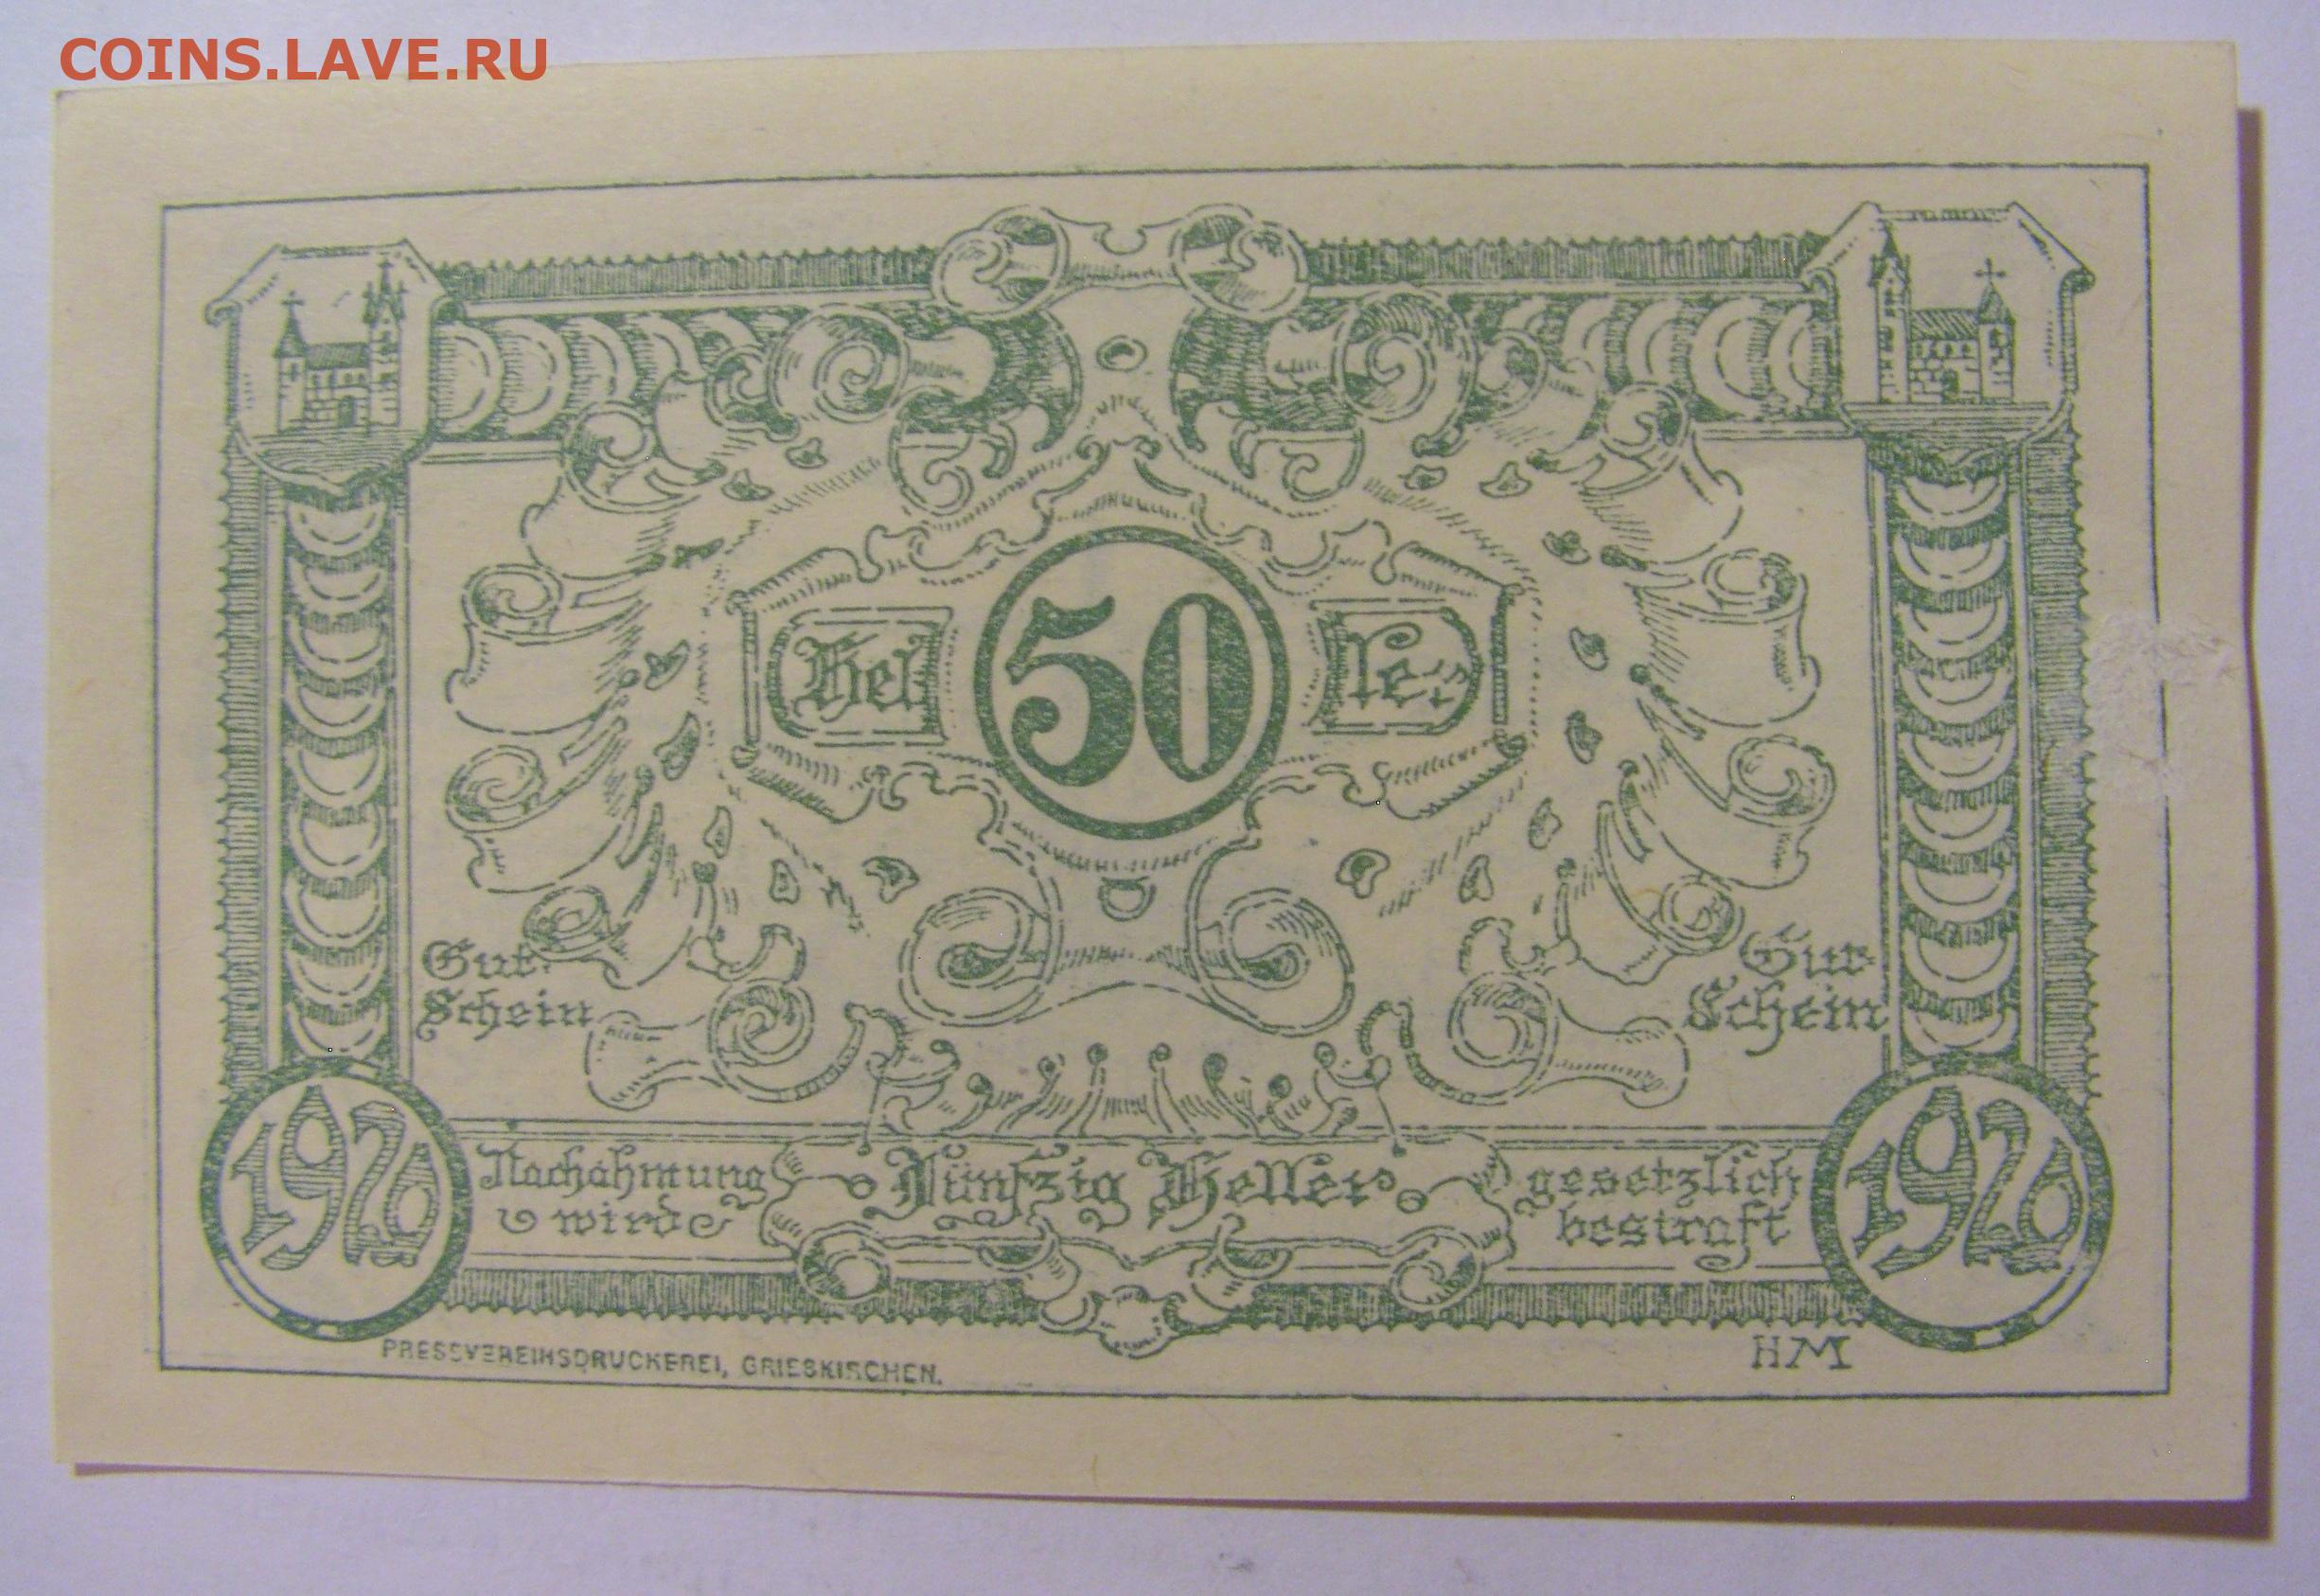 COINS.LAVE.RU
Hel 50 ler
Gut-
Schein
Gut-
Schein
1920
Nachahmung
wird
Fünfzig Heller
gesetzlich
bestraft
1920
PRESSVEREINSDRUCKEREI, GRIESKIRCHEN.
HM